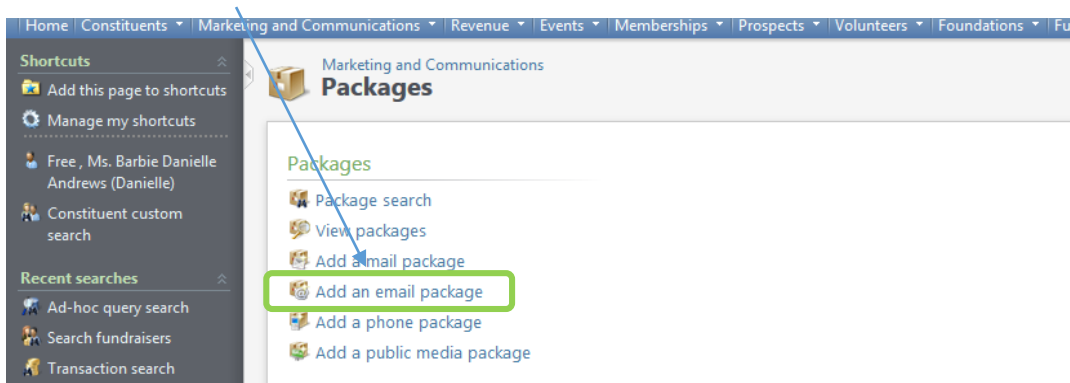 Home Constituents Marketing and Communications Revenue Events Memberships Prospects Volunteers Foundations Fu
Shortcuts
Add this page to shortcuts
Manage my shortcuts
Free , Ms. Barbie Danielle
Andrews (Danielle)
Constituent custom
search
Recent searches
Ad-hoc query search
Search fundraisers
Transaction search
Marketing and Communications
Packages
Packages
Package search
View packages
Add a mail package
Add an email package
Add a phone package
Add a public media package